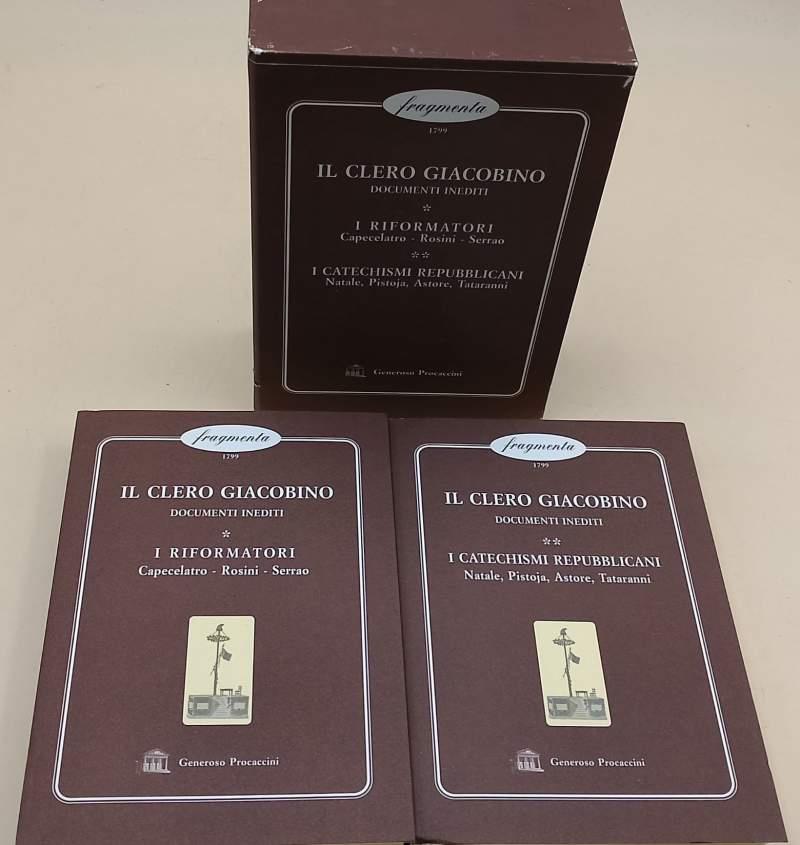 fragmenta
1799
IL CLERO GIACOBINO
DOCUMENTI INEDITI
*
I RIFORMATORI
Capecelatro - Rosini - Serrao
**
I CATECHISMI REPUBBLICANI
Natale, Pistoja, Astore, Tataranni
Generoso Procaccini
fragmenta
1799
IL CLERO GIACOBINO
DOCUMENTI INEDITI
*
I RIFORMATORI
Capecelatro - Rosini - Serrao
Generoso Procaccini
fragmenta
1799
IL CLERO GIACOBINO
DOCUMENTI INEDITI
**
I CATECHISMI REPUBBLICANI
Natale, Pistoja, Astore, Tataranni
Generoso Procaccini